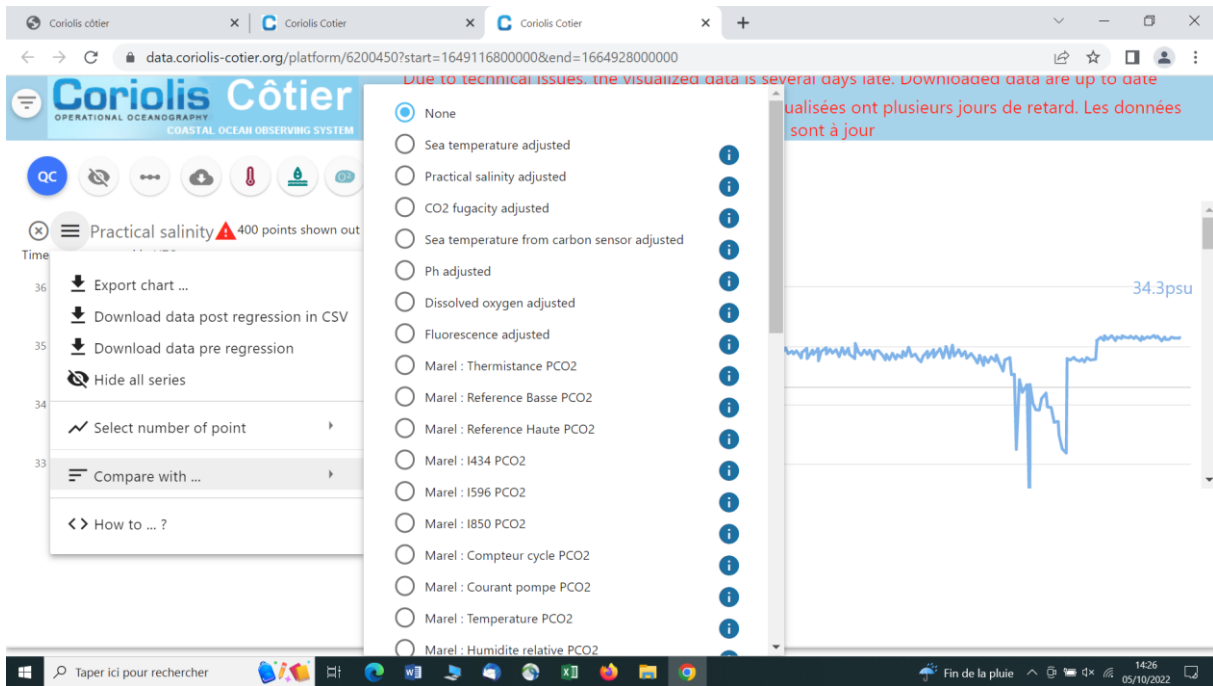 Coriolis côtier
Coriolis Cotier
Coriolis Cotier
data.coriolis-cotier.org/platform/6200450?start=1649116800000&end=1664928000000
Coriolis Côtier
OPERATIONAL OCEANOGRAPHY
COASTAL OCEAN OBSERVING SYSTEM
Due to technical issues, the visualized data is several days late. Downloaded data are up to date
ualisées ont plusieurs jours de retard. Les données
sont à jour
QC
O2
Practical salinity 400 points shown out
Time
36
35
34
33
34.3psu
Export chart ...
Download data post regression in CSV
Download data pre regression
Hide all series
Select number of point
Compare with ...
How to ... ?
None
Sea temperature adjusted
Practical salinity adjusted
CO2 fugacity adjusted
Sea temperature from carbon sensor adjusted
Ph adjusted
Dissolved oxygen adjusted
Fluorescence adjusted
Marel : Thermistance PCO2
Marel : Reference Basse PCO2
Marel : Reference Haute PCO2
Marel : I434 PCO2
Marel : I596 PCO2
Marel : I850 PCO2
Marel : Compteur cycle PCO2
Marel : Courant pompe PCO2
Marel : Temperature PCO2
Marel : Humidite relative PCO2
Taper ici pour rechercher
Fin de la pluie
14:26
05/10/2022